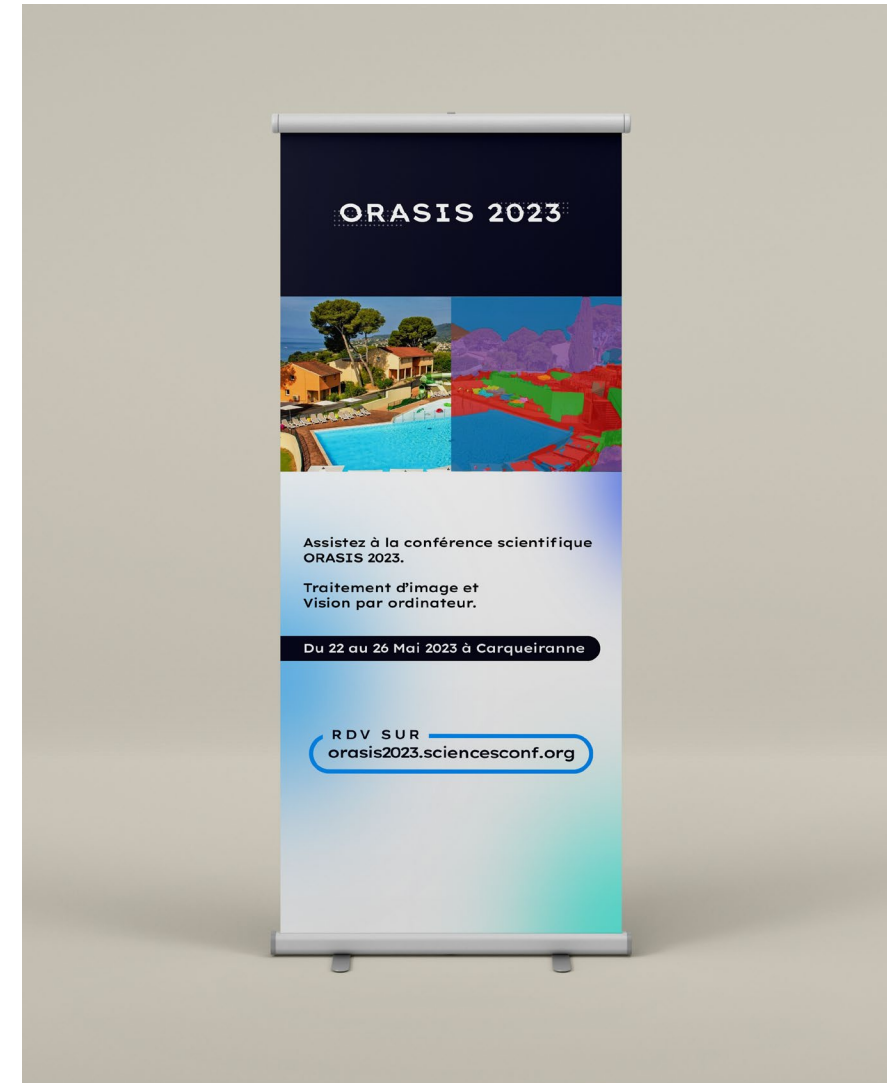 ORASIS 2023
Assistez à la conférence scientifique
ORASIS 2023.
Traitement d'image et
Vision par ordinateur.
Du 22 au 26 Mai 2023 à Carqueiranne
RDV SUR
orasis2023.sciencesconf.org